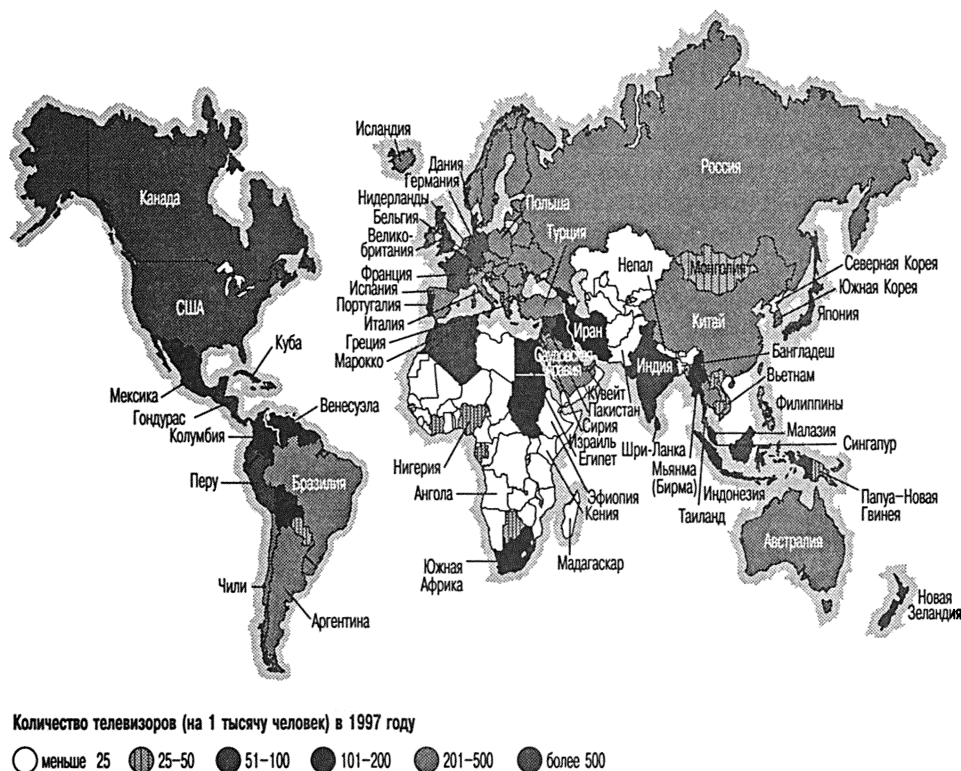 Исландия
Дания
Германия
Нидерланды
Бельгия
Велико-
британия
Польша
Турция
Россия
Канада
США
Франция
Испания
Португалия
Италия
Греция
Марокко
Непал
Монголия
Китай
Северная Корея
Южная Корея
Япония
Иран
Индия
Саудовская
Аравия
Бангладеш
Вьетнам
Куба
Мексика
Гондурас
Колумбия
Венесуэла
Кувейт
Пакистан
Сирия
Израиль
Египет
Филиппины
Малазия
Сингапур
Шри-Ланка
Мьянма
(Бирма)
Индонезия
Таиланд
Папуа-Новая
Гвинея
Перу
Бразилия
Нигерия
Ангола
Эфиопия
Кения
Мадагаскар
Южная
Африка
Австралия
Чили
Аргентина
Новая
Зеландия
Количество телевизоров (на 1 тысячу человек) в 1997 году
меньше 25 25-50 51-100 101-200 201-500 более 500